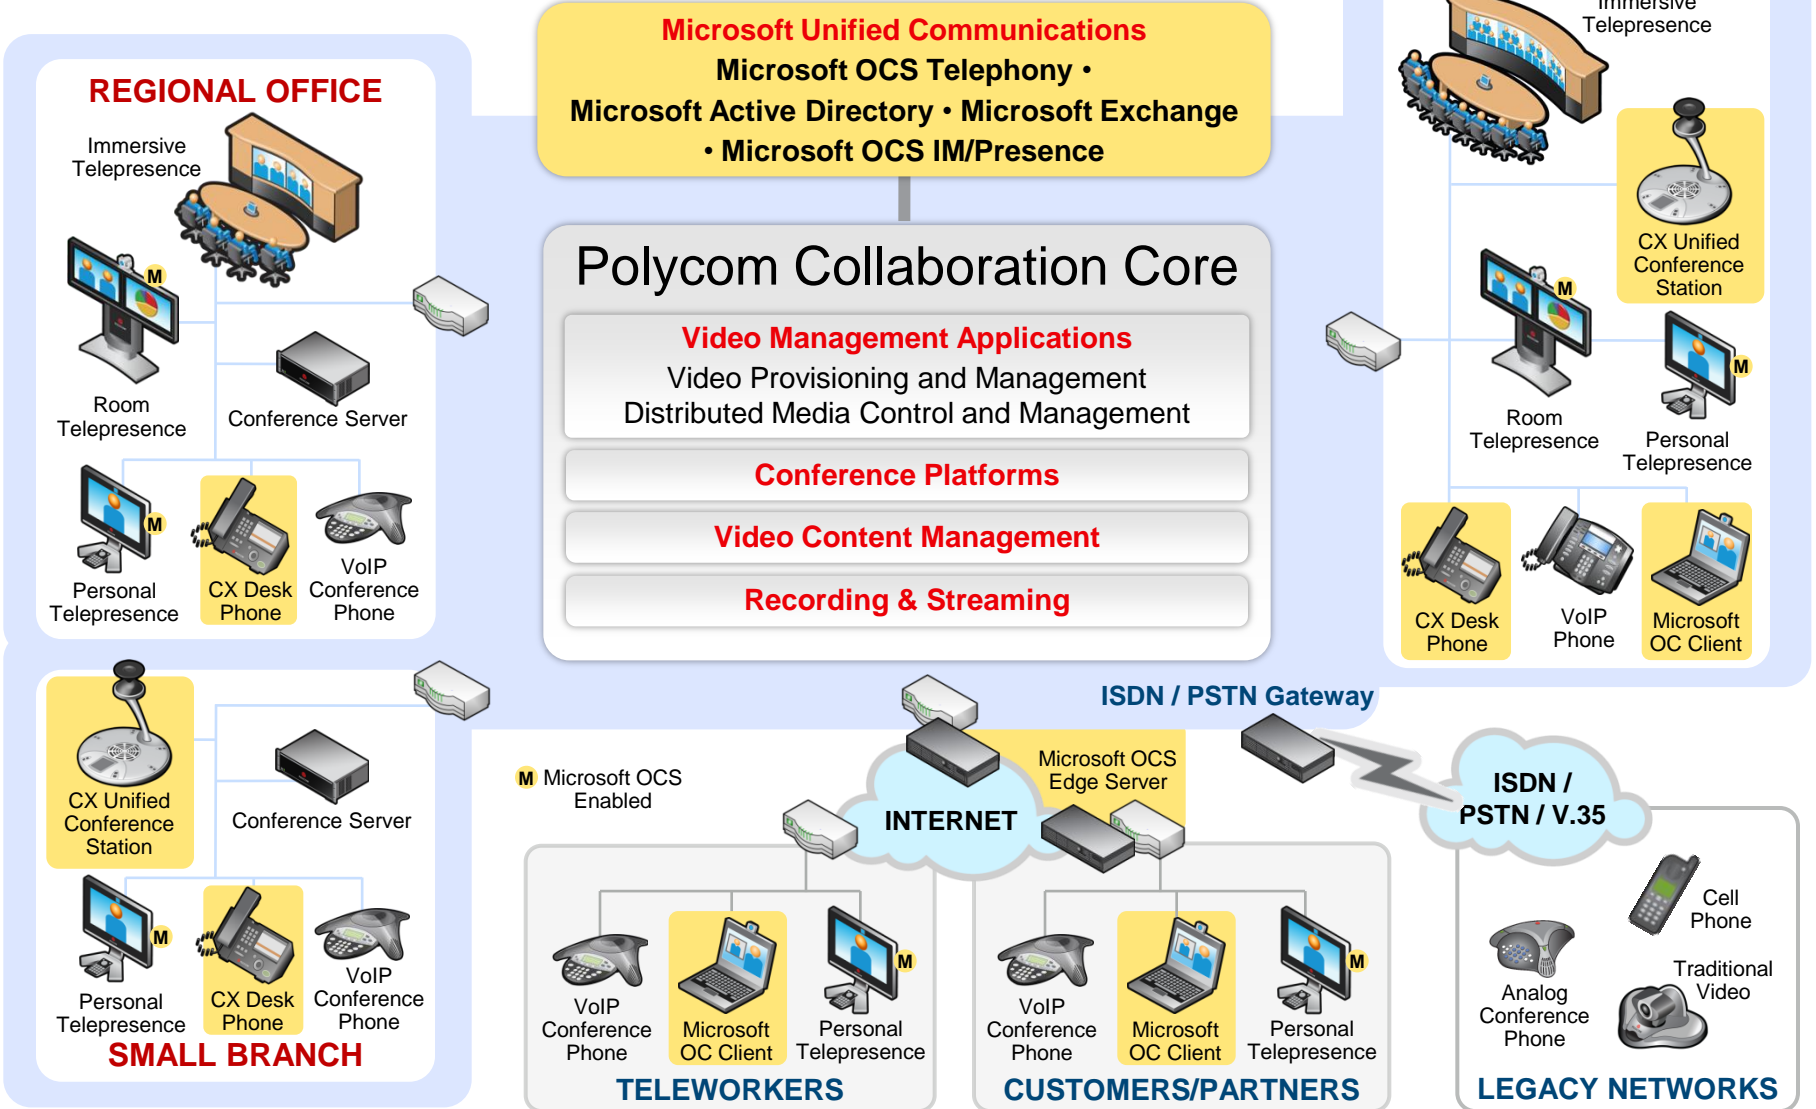 Microsoft Unified Communications
Microsoft OCS Telephony •
Microsoft Active Directory • Microsoft Exchange
• Microsoft OCS IM/Presence
REGIONAL OFFICE
Immersive
Telepresence
M
Room
Telepresence
Conference Server
M
Personal
Telepresence
CX Desk
Phone
VoIP
Conference
Phone
Polycom Collaboration Core
Video Management Applications
Video Provisioning and Management
Distributed Media Control and Management
Conference Platforms
Video Content Management
Recording & Streaming
Immersive
Telepresence
CX Unified
Conference
Station
M
Room
Telepresence
M
Personal
Telepresence
CX Desk
Phone
VoIP
Phone
Microsoft
OC Client
CX Unified
Conference
Station
Conference Server
M
Personal
Telepresence
CX Desk
Phone
VoIP
Conference
Phone
SMALL BRANCH
M Microsoft OCS
Enabled
ISDN / PSTN Gateway
Microsoft OCS
Edge Server
INTERNET
ISDN /
PSTN / V.35
VoIP
Conference
Phone
Microsoft
OC Client
M
Personal
Telepresence
TELEWORKERS
VoIP
Conference
Phone
Microsoft
OC Client
M
Personal
Telepresence
CUSTOMERS/PARTNERS
Cell
Phone
Analog
Conference
Phone
Traditional
Video
LEGACY NETWORKS